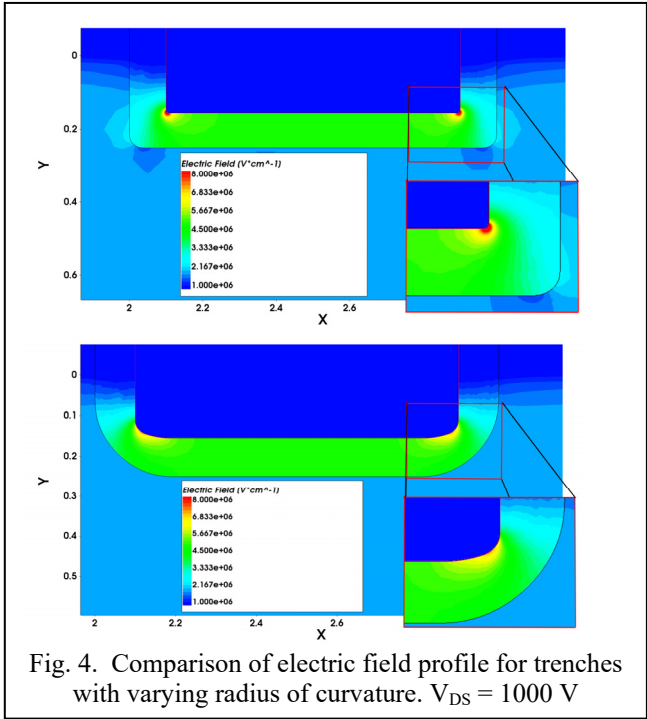 0
0.2
0.4
0.6
Y
Electric Field (V*cm^-1)
8.000e+06
6.833e+06
5.667e+06
4.500e+06
3.333e+06
2.167e+06
1.000e+06
2
2.2
2.4
2.6
X
0
0.1
0.2
0.3
0.4
0.5
Y
Electric Field (V*cm^-1)
8.000e+06
6.833e+06
5.667e+06
4.500e+06
3.333e+06
2.167e+06
1.000e+06
2
2.2
2.4
2.6
X
Fig. 4. Comparison of electric field profile for trenches
with varying radius of curvature. VDS = 1000 V